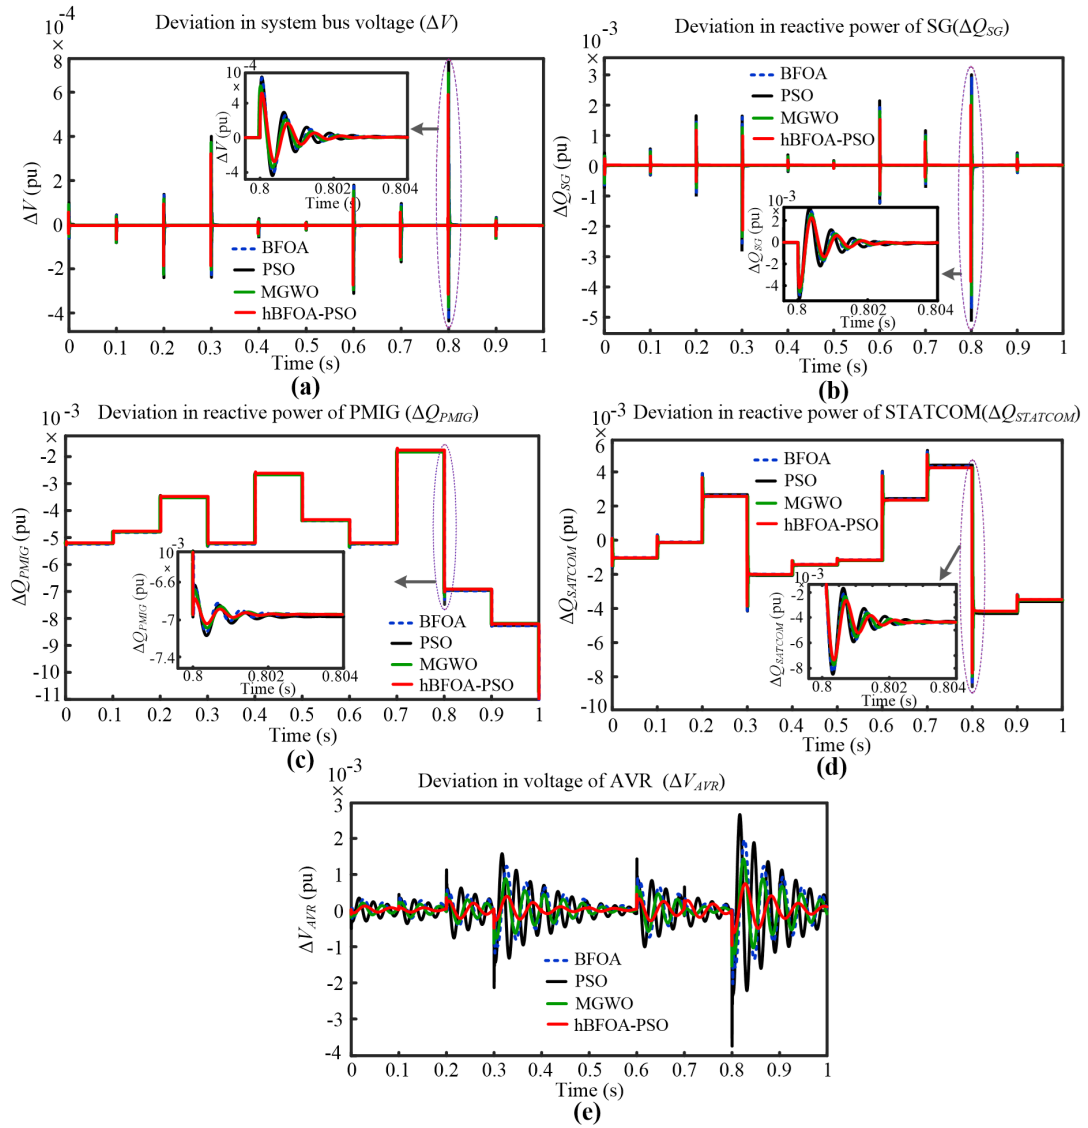 Deviation in system bus voltage (ΔV)
10⁻⁴
×
8
6
4
2
0
-2
-4
ΔV (pu)
10⁻⁴
×
4
0
-4
ΔV (pu)
0.8 0.802 0.804
Time (s)
BFOA
PSO
MGWO
hBFOA-PSO
0 0.1 0.2 0.3 0.4 0.5 0.6 0.7 0.8 0.9 1
Time (s)
(a)
Deviation in reactive power of SG(ΔQSG)
10⁻³
×
3
2
1
0
-1
-2
-3
-4
-5
ΔQSG (pu)
BFOA
PSO
MGWO
hBFOA-PSO
10⁻³
×
2
0
-2
-4
ΔQSG (pu)
0.8 0.802 0.804
Time (s)
0 0.1 0.2 0.3 0.4 0.5 0.6 0.7 0.8 0.9 1
Time (s)
(b)
Deviation in reactive power of PMIG (ΔQPMIG)
10⁻³
×
-2
-3
-4
-5
-6
-7
-8
-9
-10
-11
ΔQPMIG (pu)
10⁻³
×
-6.6
-7
-7.4
ΔQPMIG (pu)
0.8 0.802 0.804
Time (s)
BFOA
PSO
MGWO
hBFOA-PSO
0 0.1 0.2 0.3 0.4 0.5 0.6 0.7 0.8 0.9 1
Time (s)
(c)
Deviation in reactive power of STATCOM(ΔQSTATCOM)
10⁻³
×
6
4
2
0
-2
-4
-6
-8
-10
ΔQSATCOM (pu)
BFOA
PSO
MGWO
hBFOA-PSO
10⁻³
×
-2
-4
-6
-8
ΔQSATCOM (pu)
0.8 0.802 0.804
Time (s)
0 0.1 0.2 0.3 0.4 0.5 0.6 0.7 0.8 0.9 1
Time (s)
(d)
Deviation in voltage of AVR (ΔVAVR)
10⁻³
×
3
2
1
0
-1
-2
-3
-4
ΔVAVR (pu)
BFOA
PSO
MGWO
hBFOA-PSO
0 0.1 0.2 0.3 0.4 0.5 0.6 0.7 0.8 0.9 1
Time (s)
(e)